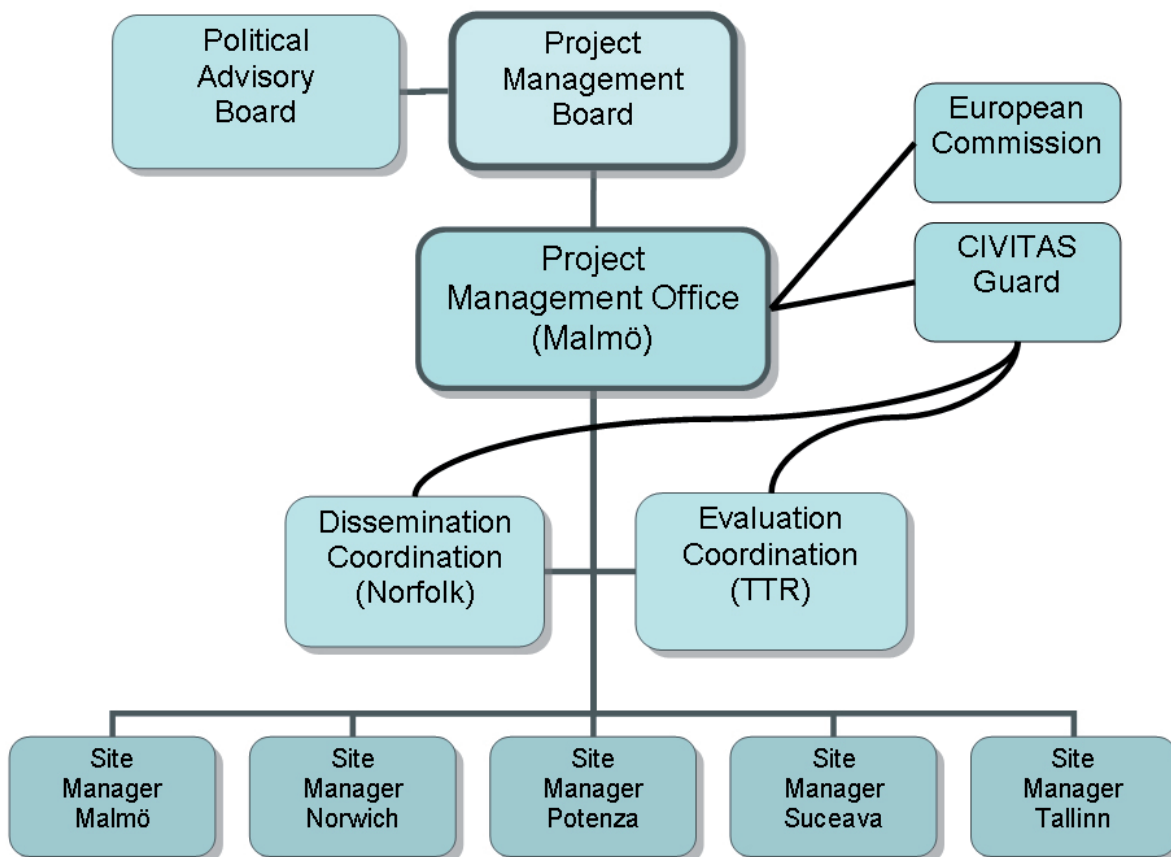 Political
Advisory
Board
Project
Management
Board
European
Commission
CIVITAS
Guard
Project
Management Office
(Malmö)
Dissemination
Coordination
(Norfolk)
Evaluation
Coordination
(TTR)
Site
Manager
Malmö
Site
Manager
Norwich
Site
Manager
Potenza
Site
Manager
Suceava
Site
Manager
Tallinn